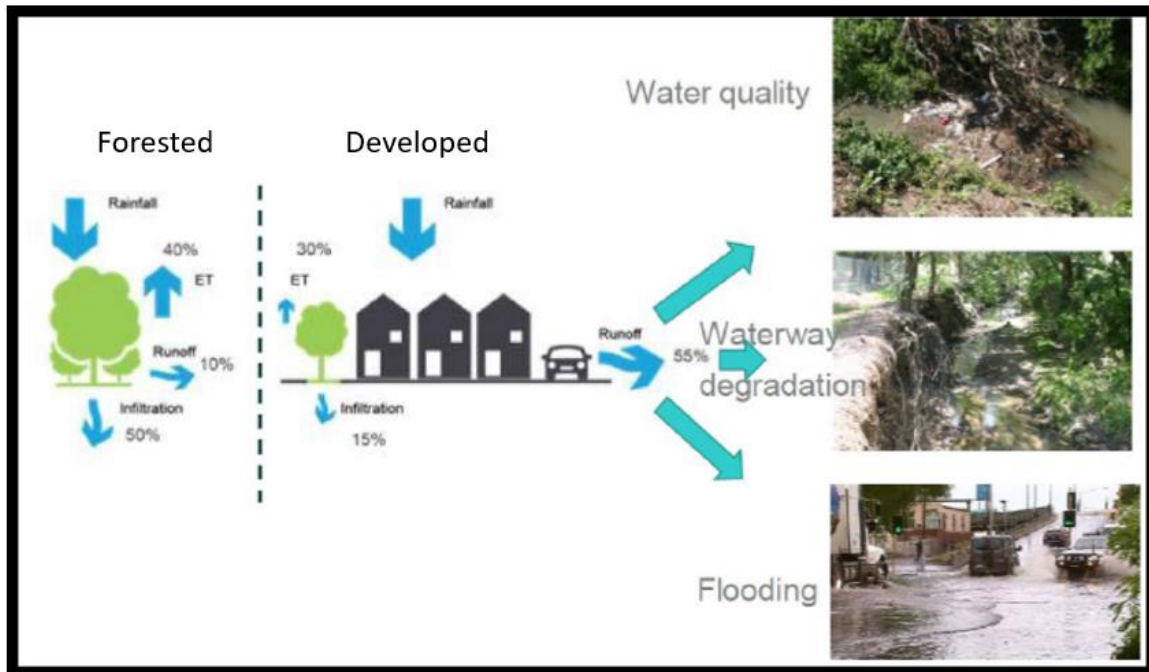 Water quality
Forested
Developed
Rainfall
Rainfall
40%
ET
30%
ET
Runoff
10%
Infiltration
50%
Infiltration
15%
Runoff
55%
Waterway
degradation
Flooding